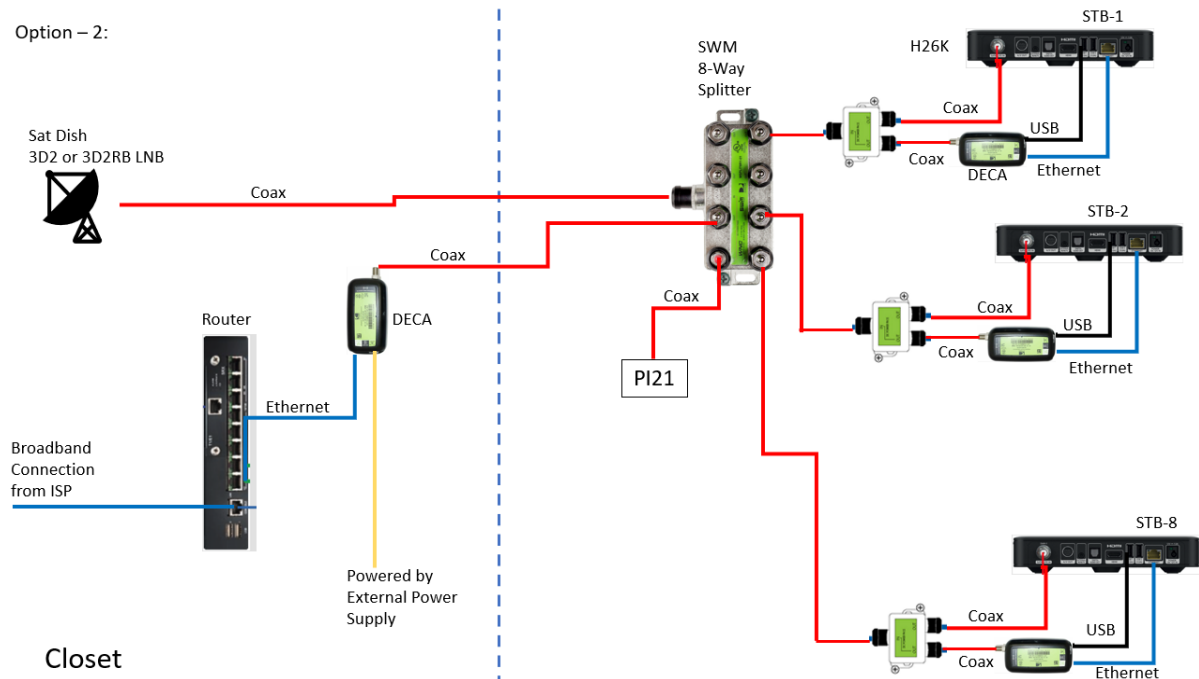 Option – 2:
Sat Dish
3D2 or 3D2RB LNB
Coax
SWM
8-Way
Splitter
H26K
STB-1
Coax
USB
Coax
DECA
Ethernet
STB-2
Coax
USB
Coax
Ethernet
Coax
DECA
Coax
PI21
Router
Ethernet
Broadband
Connection
from ISP
Powered by
External Power
Supply
STB-8
Coax
USB
Coax
Ethernet
Closet